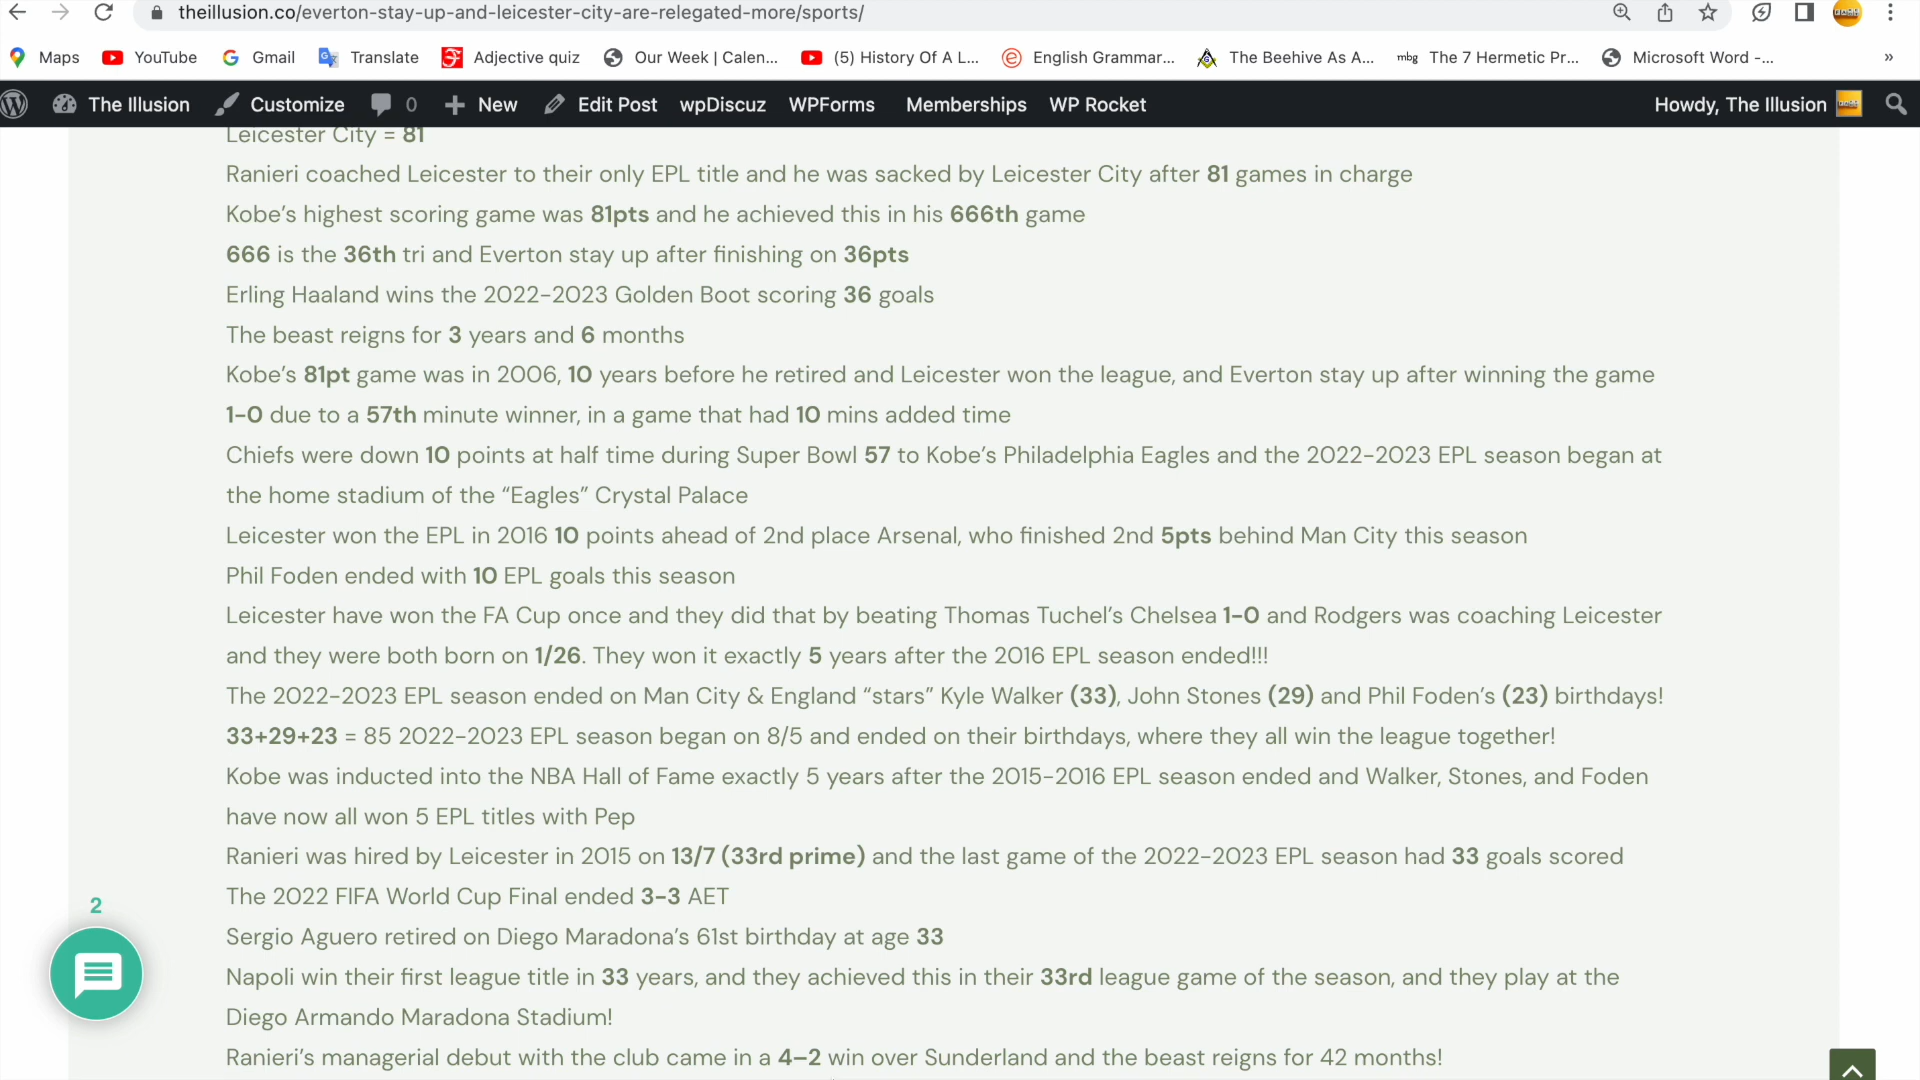 theillusion.co/everton-stay-up-and-leicester-city-are-relegated-more/sports/
Maps YouTube Gmail Translate Adjective quiz Our Week | Calen... (5) History Of A L... English Grammar... The Beehive As A... mbg The 7 Hermetic Pr... Microsoft Word -... »
The Illusion Customize 0 New Edit Post wpDiscuz WPForms Memberships WP Rocket Howdy, The Illusion
Leicester City = 81
Ranieri coached Leicester to their only EPL title and he was sacked by Leicester City after 81 games in charge
Kobe’s highest scoring game was 81pts and he achieved this in his 666th game
666 is the 36th tri and Everton stay up after finishing on 36pts
Erling Haaland wins the 2022-2023 Golden Boot scoring 36 goals
The beast reigns for 3 years and 6 months
Kobe’s 81pt game was in 2006, 10 years before he retired and Leicester won the league, and Everton stay up after winning the game
1-0 due to a 57th minute winner, in a game that had 10 mins added time
Chiefs were down 10 points at half time during Super Bowl 57 to Kobe’s Philadelphia Eagles and the 2022-2023 EPL season began at
the home stadium of the “Eagles” Crystal Palace
Leicester won the EPL in 2016 10 points ahead of 2nd place Arsenal, who finished 2nd 5pts behind Man City this season
Phil Foden ended with 10 EPL goals this season
Leicester have won the FA Cup once and they did that by beating Thomas Tuchel’s Chelsea 1-0 and Rodgers was coaching Leicester
and they were both born on 1/26. They won it exactly 5 years after the 2016 EPL season ended!!!
The 2022-2023 EPL season ended on Man City & England “stars” Kyle Walker (33), John Stones (29) and Phil Foden’s (23) birthdays!
33+29+23 = 85 2022-2023 EPL season began on 8/5 and ended on their birthdays, where they all win the league together!
Kobe was inducted into the NBA Hall of Fame exactly 5 years after the 2015-2016 EPL season ended and Walker, Stones, and Foden
have now all won 5 EPL titles with Pep
Ranieri was hired by Leicester in 2015 on 13/7 (33rd prime) and the last game of the 2022-2023 EPL season had 33 goals scored
The 2022 FIFA World Cup Final ended 3-3 AET
2
Sergio Aguero retired on Diego Maradona’s 61st birthday at age 33
Napoli win their first league title in 33 years, and they achieved this in their 33rd league game of the season, and they play at the
Diego Armando Maradona Stadium!
Ranieri’s managerial debut with the club came in a 4–2 win over Sunderland and the beast reigns for 42 months!